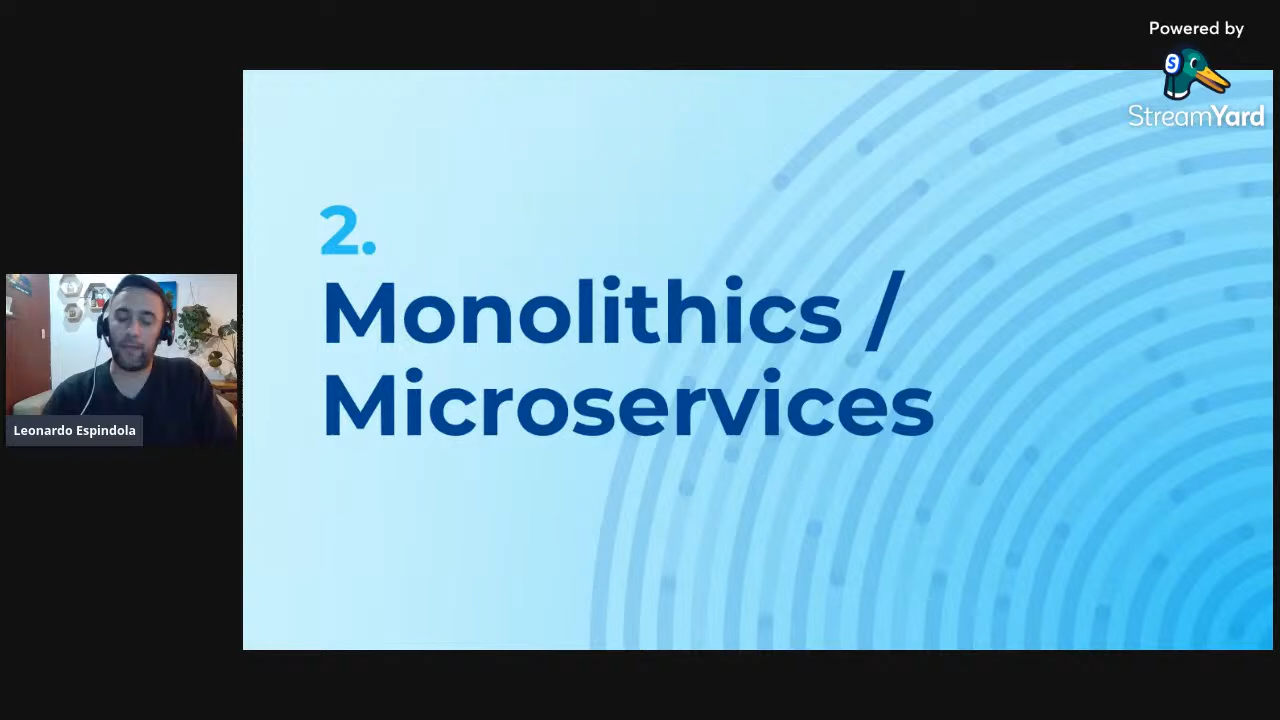 Powered by
S
StreamYard
2.
Monolithics /
Microservices
Leonardo Espindola